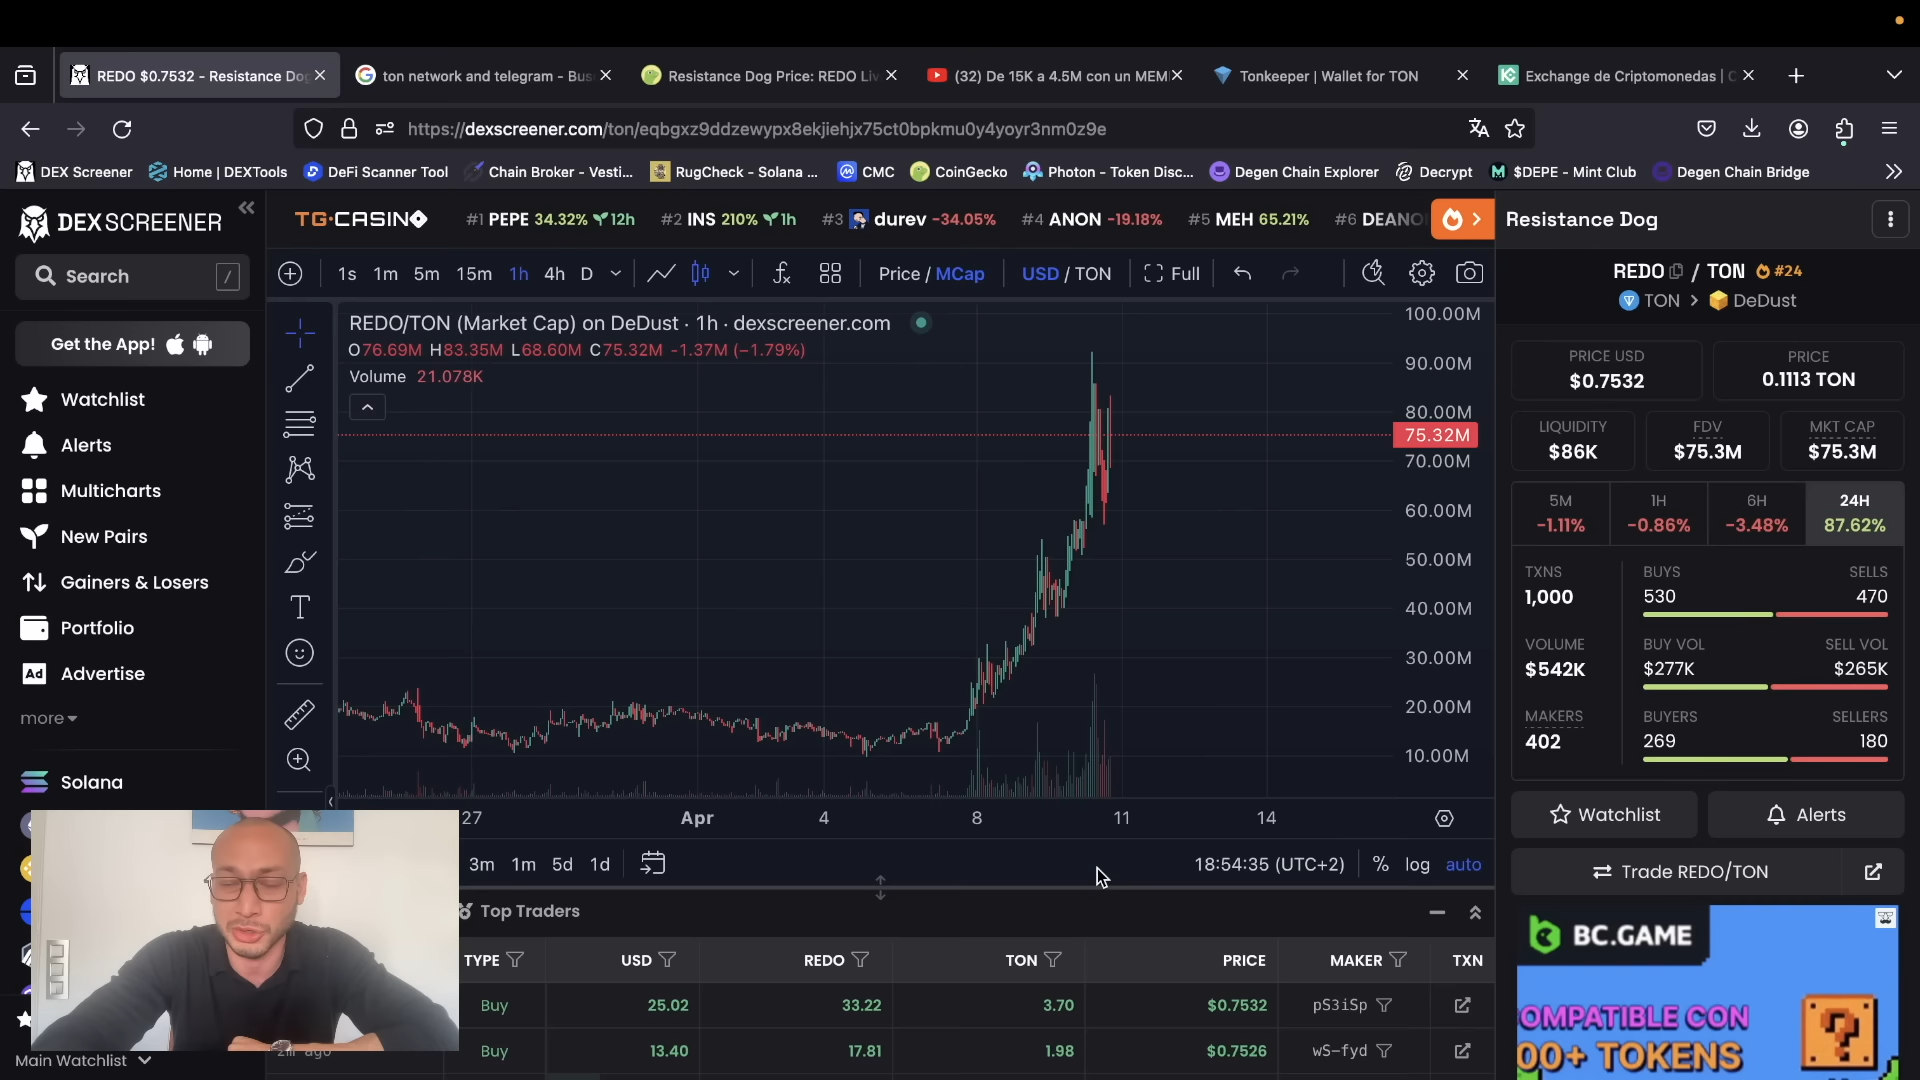 REDO $0.7532 - Resistance Do
ton network and telegram - Bus
Resistance Dog Price: REDO Liv
(32) De 15K a 4.5M con un MEM
Tonkeeper | Wallet for TON
Exchange de Criptomonedas |
https://dexscreener.com/ton/eqbgxz9ddzewypx8ekjiehjx75ct0bpkmu0y4yoyr3nm0z9e
DEX Screener
Home | DEXTools
DeFi Scanner Tool
Chain Broker - Vesti...
RugCheck - Solana ...
CMC
CoinGecko
Photon - Token Disc...
Degen Chain Explorer
Decrypt
$DEPE - Mint Club
Degen Chain Bridge
DEX SCREENER
Search /
Get the App!
Watchlist
Alerts
Multicharts
New Pairs
Gainers & Losers
Portfolio
Ad Advertise
more
Solana
Main Watchlist
TG.CASINO
#1 PEPE 34.32% 12h
#2 INS 210% 1h
#3 durev -34.05%
#4 ANON -19.18%
#5 MEH 65.21%
#6 DEANO
1s 1m 5m 15m 1h 4h D
Price / MCap
USD / TON
Full
REDO/TON (Market Cap) on DeDust · 1h · dexscreener.com
O76.69M H83.35M L68.60M C75.32M -1.37M (−1.79%)
Volume 21.078K
100.00M
90.00M
80.00M
75.32M
70.00M
60.00M
50.00M
40.00M
30.00M
20.00M
10.00M
27 Apr 4 8 11 14
3m 1m 5d 1d
18:54:35 (UTC+2) % log auto
Top Traders
TYPE USD REDO TON PRICE MAKER TXN
Buy 25.02 33.22 3.70 $0.7532 pS3iSp
2m ago Buy 13.40 17.81 1.98 $0.7526 wS-fyd
Resistance Dog
REDO / TON #24
TON > DeDust
PRICE USD
$0.7532
PRICE
0.1113 TON
LIQUIDITY
$86K
FDV
$75.3M
MKT CAP
$75.3M
5M
-1.11%
1H
-0.86%
6H
-3.48%
24H
87.62%
TXNS
1,000
BUYS
530
SELLS
470
VOLUME
$542K
BUY VOL
$277K
SELL VOL
$265K
MAKERS
402
BUYERS
269
SELLERS
180
Watchlist
Alerts
Trade REDO/TON
BC.GAME
OMPATIBLE CON
00+ TOKENS